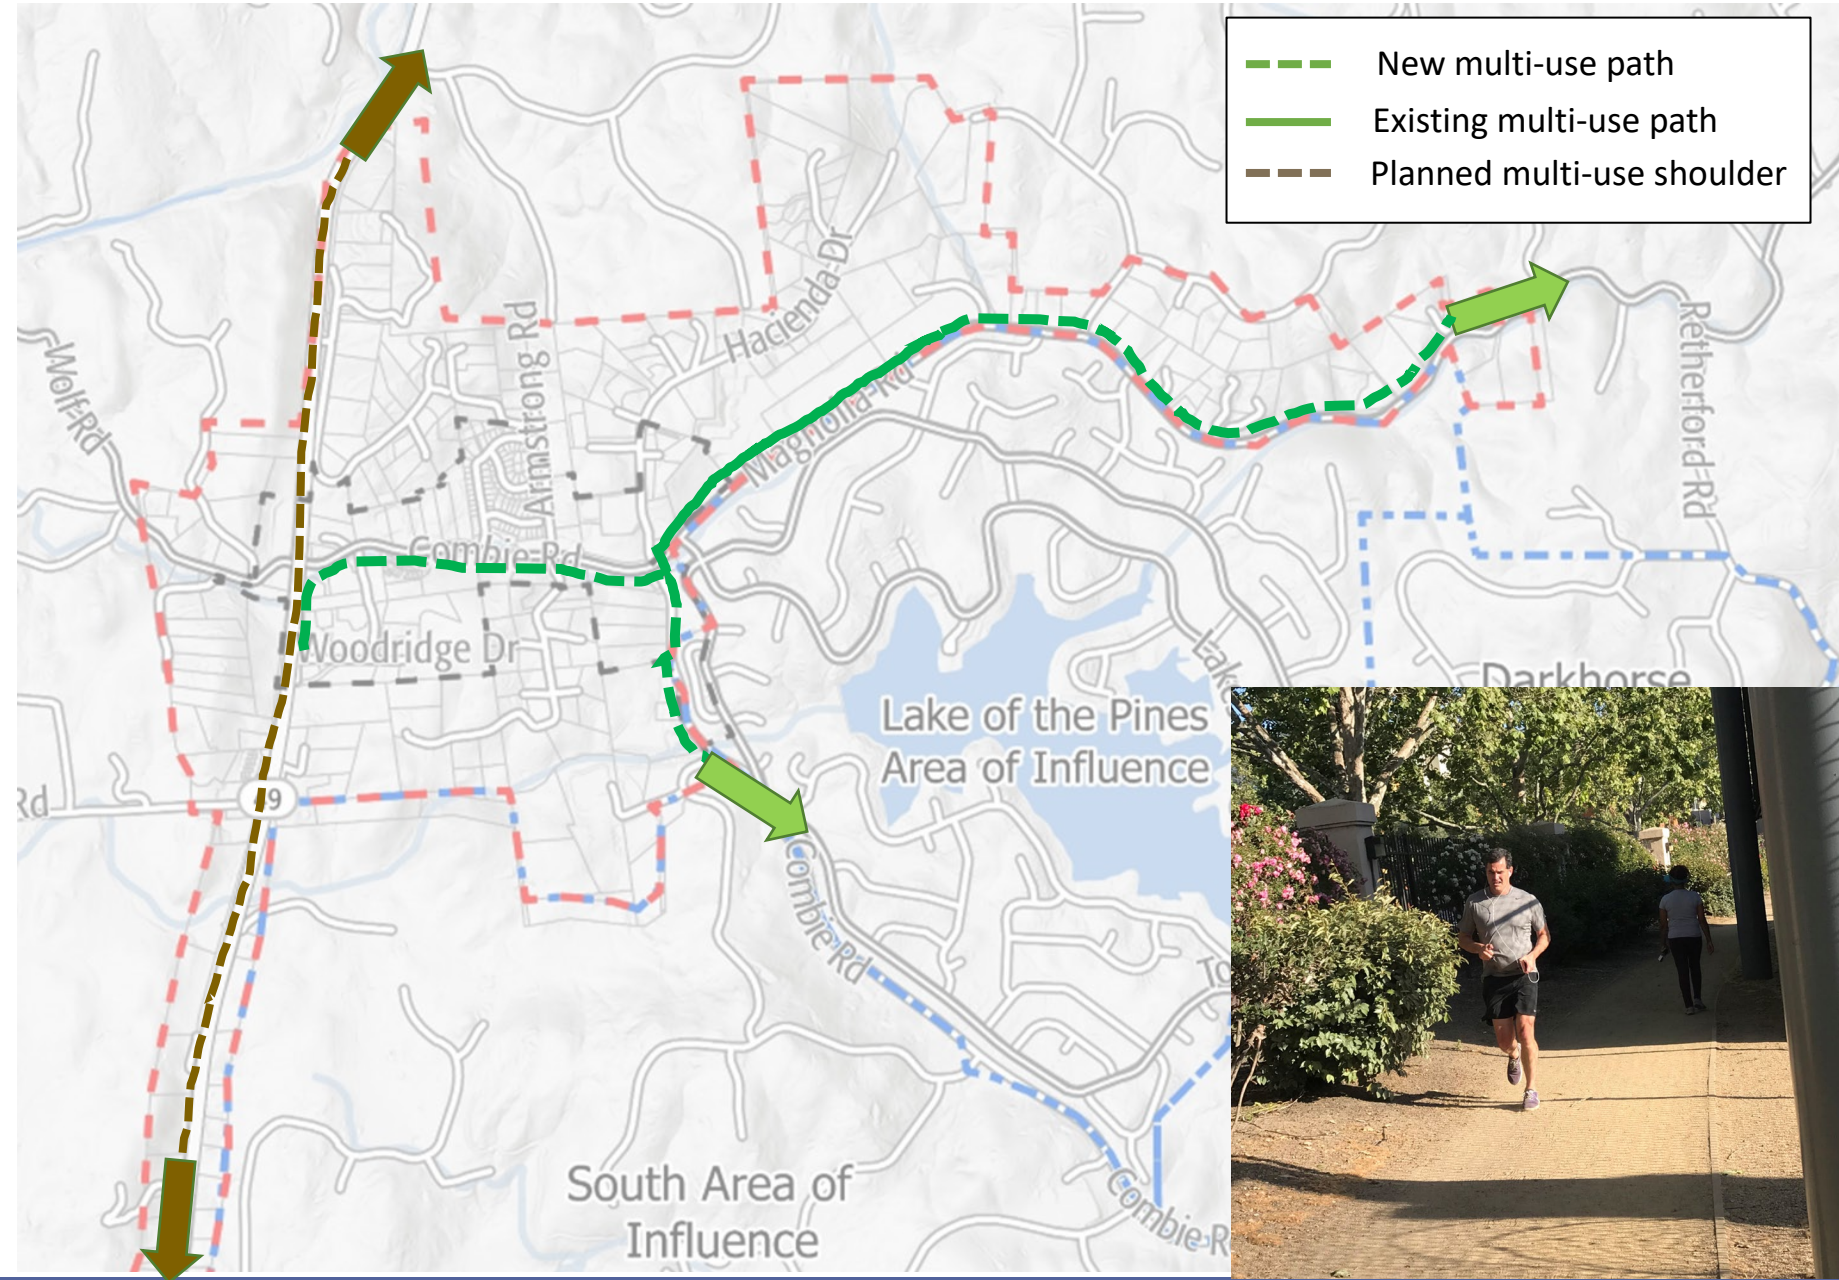 New multi-use path
Existing multi-use path
Planned multi-use shoulder
Hacienda Dr
Armstrong Rd
Retherford Rd
Wolf Rd
Magnolia Rd
Combie Rd
Woodridge Dr
Lake
Darkhorse
Lake of the Pines
Area of Influence
Rd
49
Combie Rd
To
South Area of
Influence
Combie R